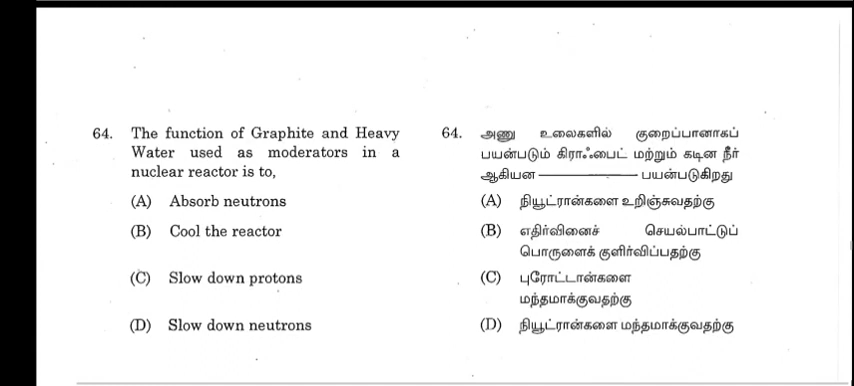 64. The function of Graphite and Heavy
Water used as moderators in a
nuclear reactor is to,
(A) Absorb neutrons
(B) Cool the reactor
(C) Slow down protons
(D) Slow down neutrons
64. அணு உலைகளில் குறைப்பானாகப்
பயன்படும் கிராஃபைட் மற்றும் கடின நீர்
ஆகியன ———— பயன்படுகிறது
(A) நியூட்ரான்களை உறிஞ்சுவதற்கு
(B) எதிர்வினைச் செயல்பாட்டுப்
பொருளைக் குளிர்விப்பதற்கு
(C) புரோட்டான்களை
மந்தமாக்குவதற்கு
(D) நியூட்ரான்களை மந்தமாக்குவதற்கு